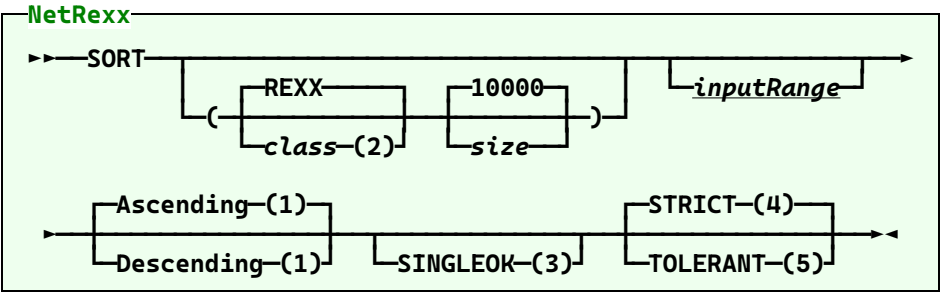 NetRexx
SORT
REXX 10000 inputRange
( )
class (2) size
Ascending (1) STRICT (4)
Descending (1) SINGLEOK (3) TOLERANT (5)